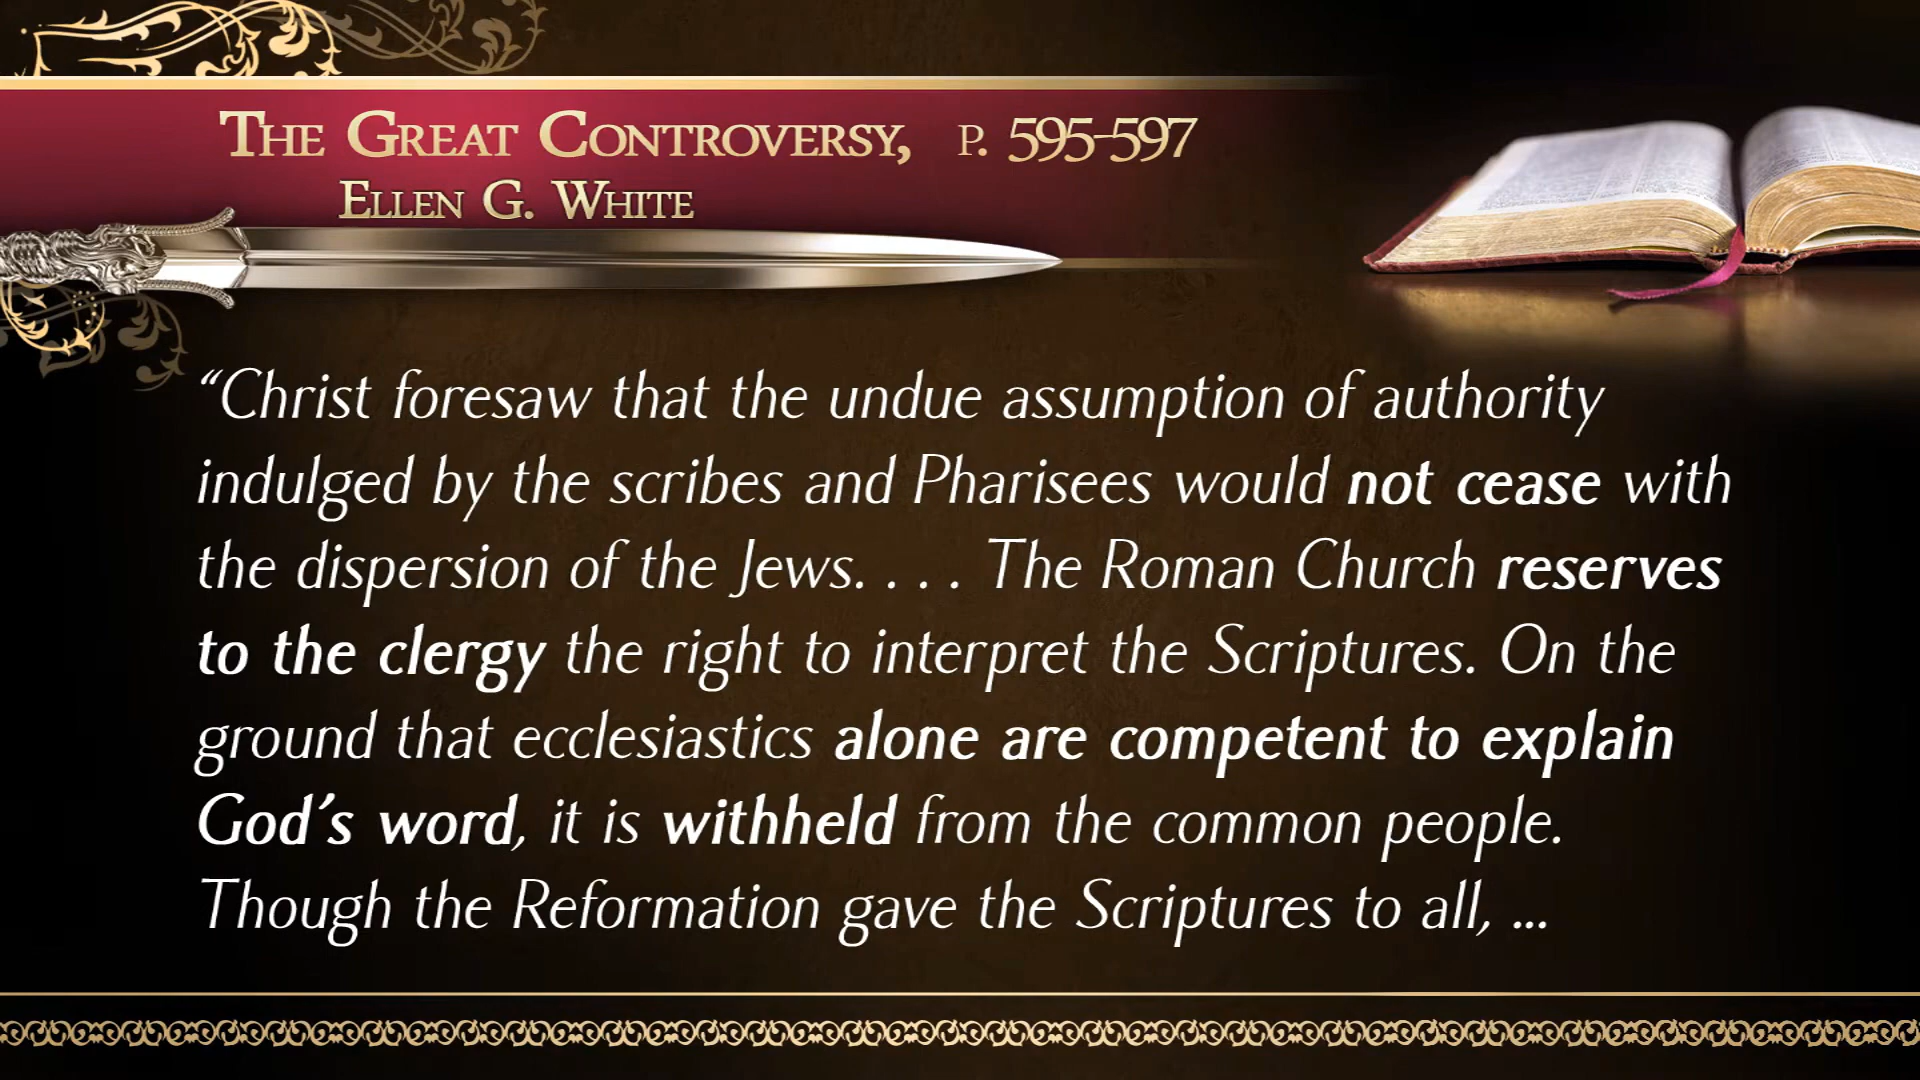 The Great Controversy, p. 595-597
Ellen G. White
“Christ foresaw that the undue assumption of authority
indulged by the scribes and Pharisees would not cease with
the dispersion of the Jews. . . . The Roman Church reserves
to the clergy the right to interpret the Scriptures. On the
ground that ecclesiastics alone are competent to explain
God’s word, it is withheld from the common people.
Though the Reformation gave the Scriptures to all, ...